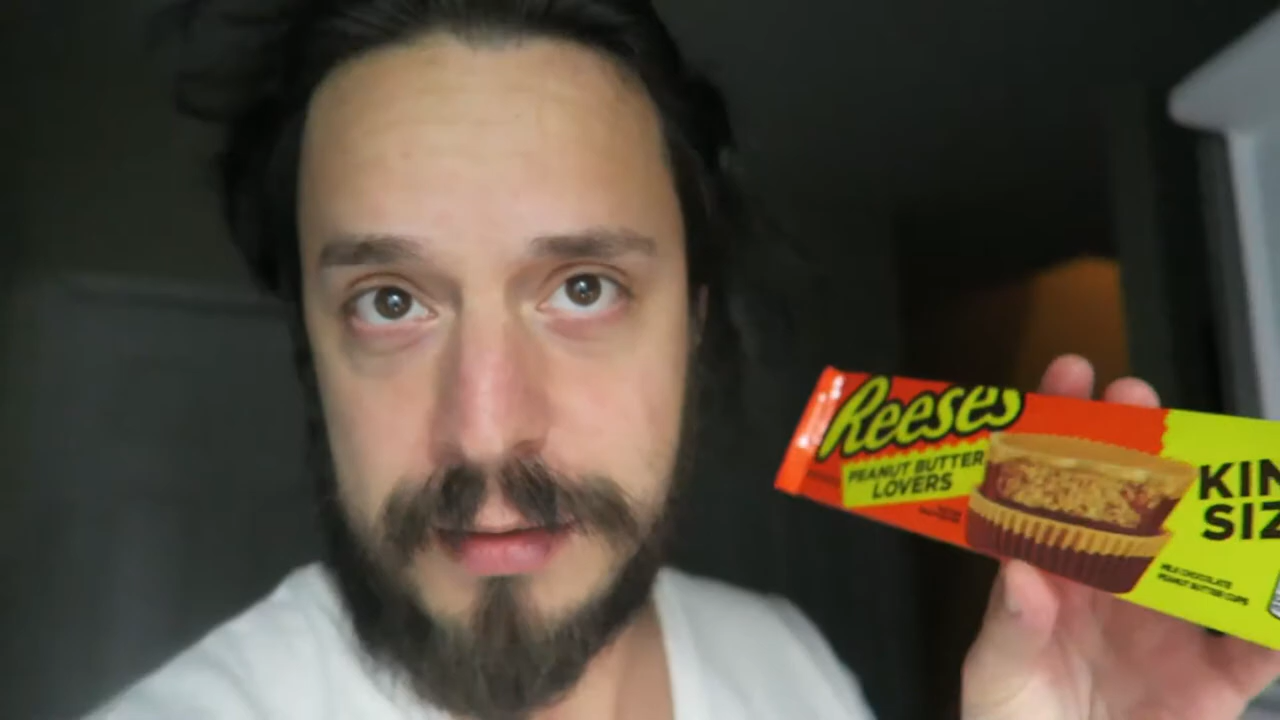 Reese's
PEANUT BUTTER
LOVERS
KIN
SIZ
MILK CHOCOLATE
PEANUT BUTTER CUPS